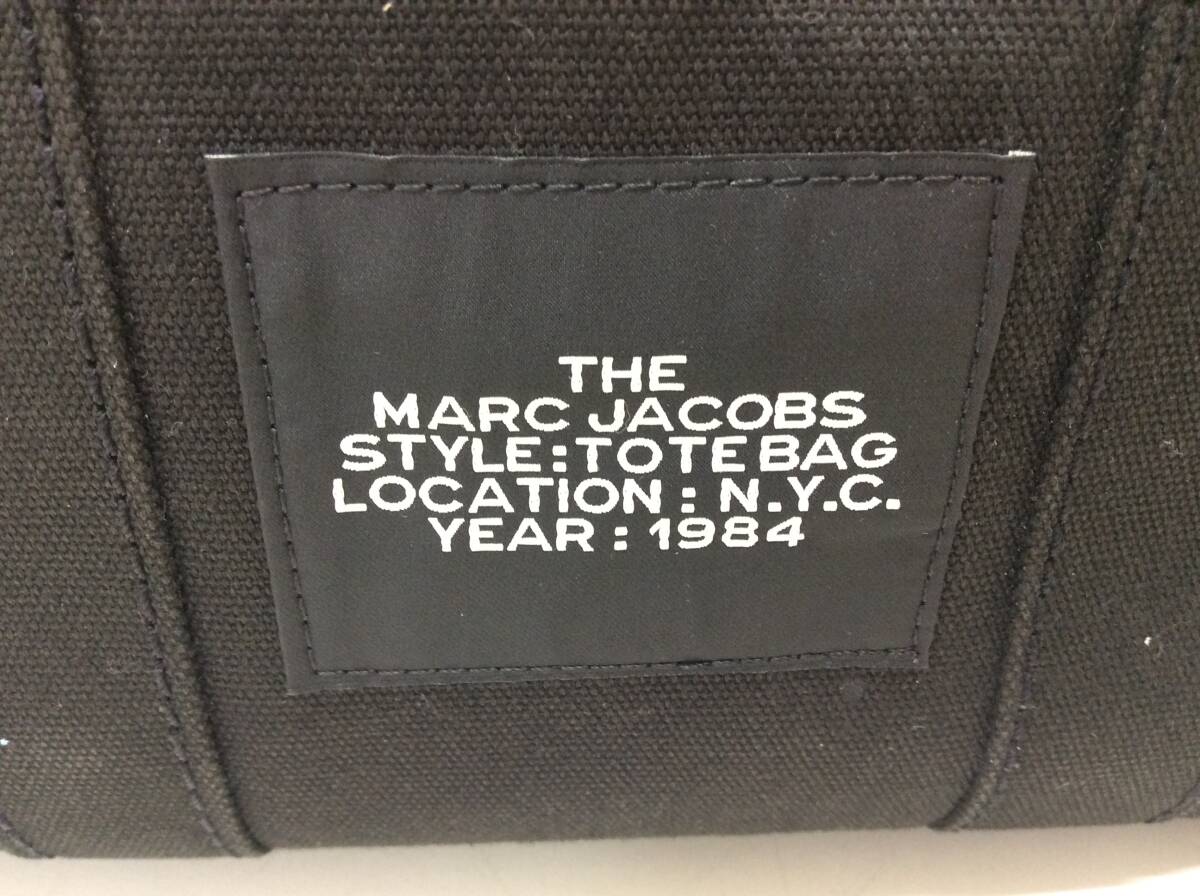 THE
MARC JACOBS
STYLE:TOTE BAG
LOCATION : N.Y.C.
YEAR : 1984